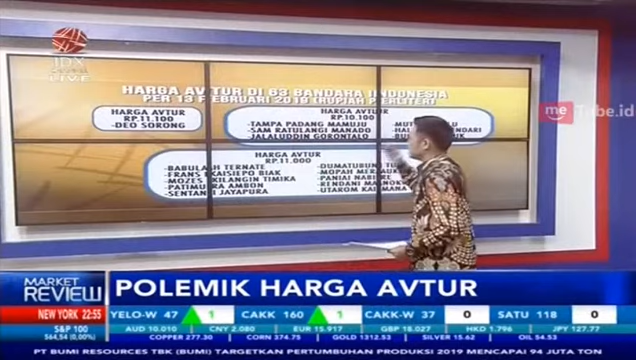 IDX
CHANNEL
LIVE
HARGA AVTUR DI 63 BANDARA INDONESIA
PER 13 FEBRUARI 2019 (RUPIAH PERLITER)
HARGA AVTUR
RP.11.100
-DEO SORONG
HARGA AVTUR
RP.10.100
-TAMPA PADANG MAMUJU
-SAM RATULANGI MANADO
-JALALUDDIN GORONTALO
HARGA AVTUR
RP.11.000
-BABULLAH TERNATE
-FRANS KAISIEPO BIAK
-MOZES KILANGIN TIMIKA
-PATIMURA AMBON
-SENTANI JAYAPURA
-DUMATUBUN
-MOPAH MERAUKE
-PANIAI NABIRE
-RENDANI
-UTAROM
me Tube.id
MARKET
REVIEW
POLEMIK HARGA AVTUR
NEW YORK 22:55
YELO-W 47 1 CAKK 160 1 CAKK-W 37 0 SATU 118 0
S&P 100
564,54 (0,00%)
AUD 10.010 CNY 2.080 EUR 15.917 GBP 18.027 HKD 1.796 JPY 127.77
COPPER 277.30 CORN 374.75 GOLD 1312.53 SILVER 15.62 OIL 54.53
PT BUMI RESOURCES TBK (BUMI) TARGETKAN PERTUMBUHAN PRODUKSI 2019 MENCAPAI 94 JUTA TON